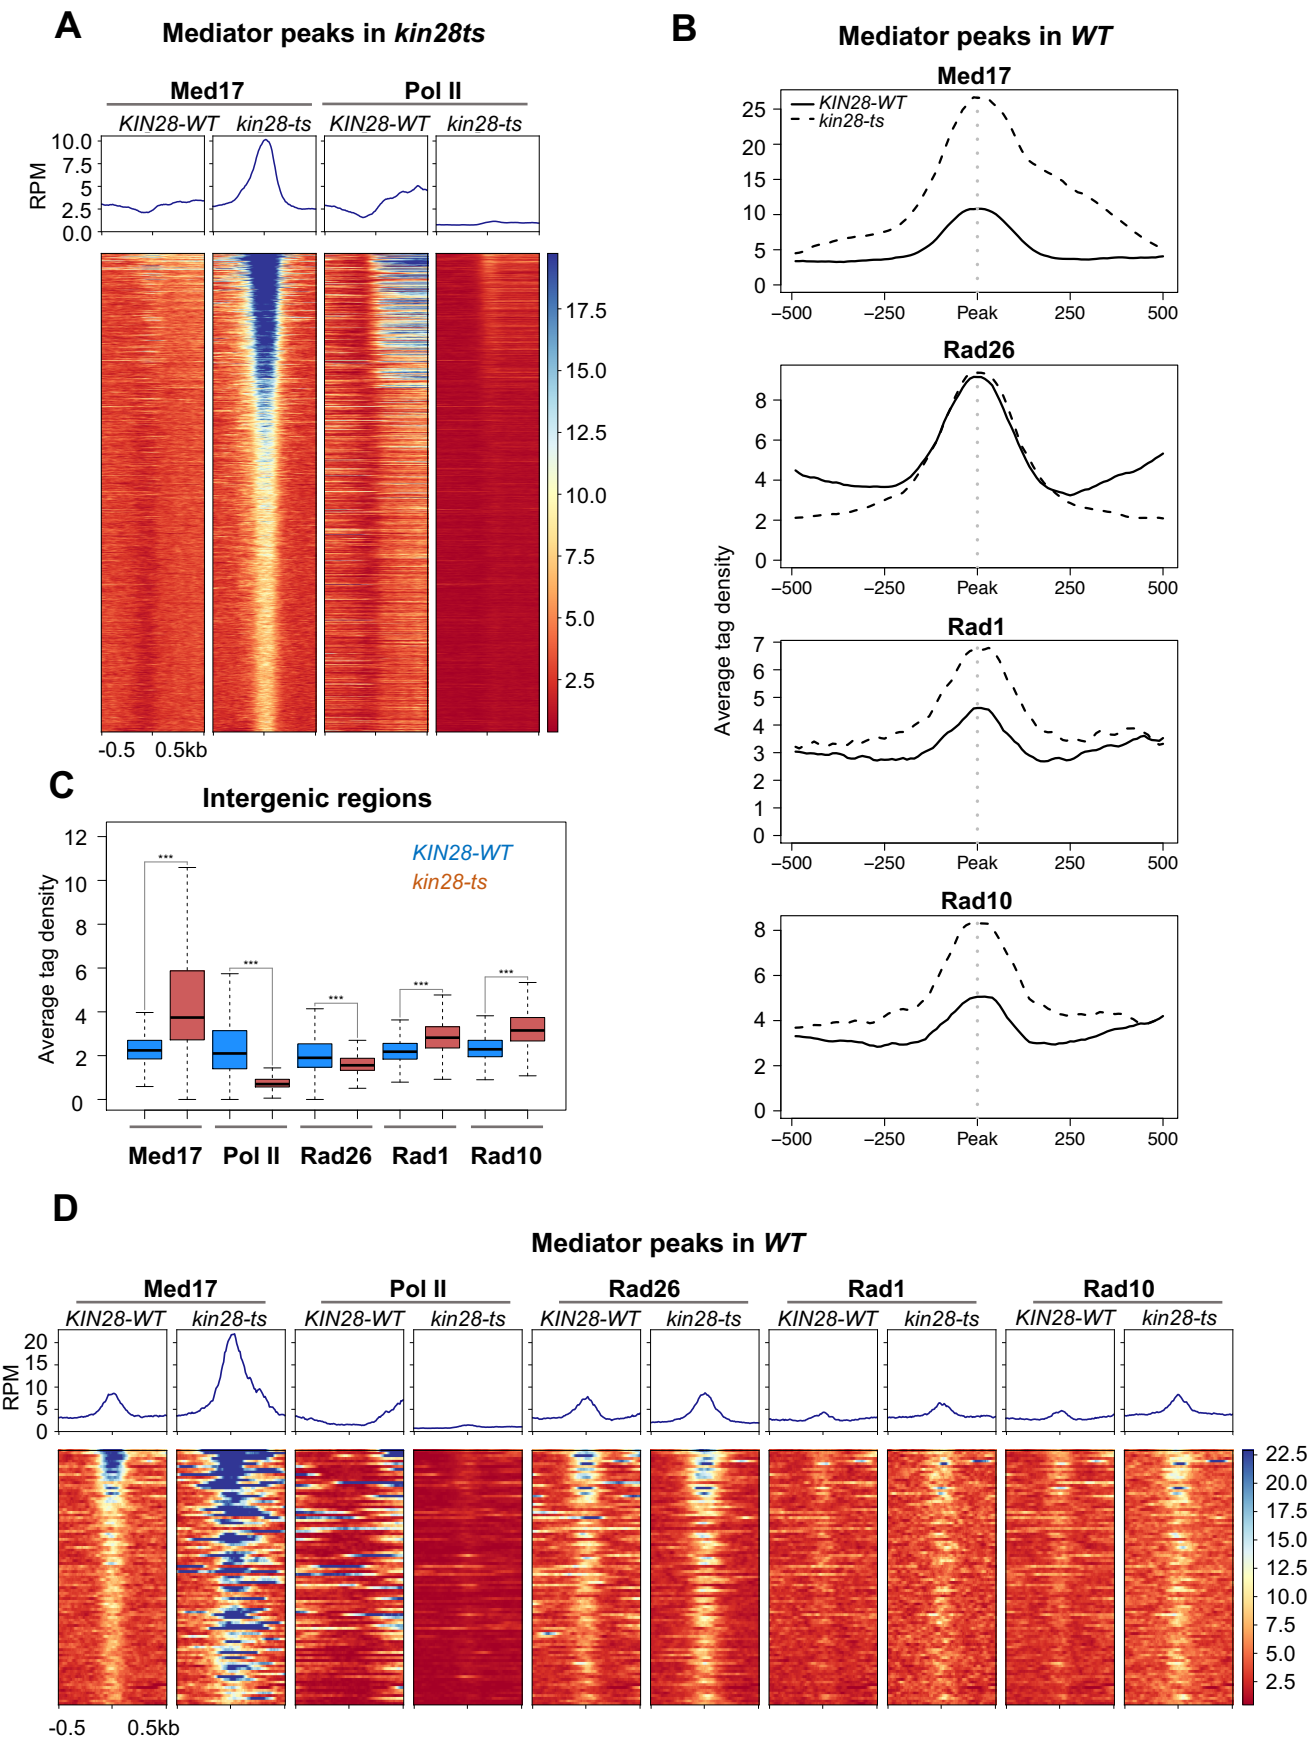 A
Mediator peaks in kin28ts
Med17
Pol II
KIN28-WT
kin28-ts
KIN28-WT
kin28-ts
RPM
10.0
7.5
5
2.5
0.0
17.5
15.0
12.5
10.0
7.5
5.0
2.5
-0.5
0.5kb
B
Mediator peaks in WT
Average tag density
Med17
KIN28-WT
kin28-ts
25
20
15
10
5
0
−500
−250
Peak
250
500
Rad26
8
6
4
2
0
−500
−250
Peak
250
500
Rad1
7
6
5
4
3
2
1
0
−500
−250
Peak
250
500
Rad10
8
6
4
2
0
−500
−250
Peak
250
500
C
Intergenic regions
Average tag density
KIN28-WT
kin28-ts
12
10
8
6
4
2
0
***
***
***
***
***
Med17
Pol II
Rad26
Rad1
Rad10
D
Mediator peaks in WT
Med17
Pol II
Rad26
Rad1
Rad10
KIN28-WT
kin28-ts
KIN28-WT
kin28-ts
KIN28-WT
kin28-ts
KIN28-WT
kin28-ts
KIN28-WT
kin28-ts
RPM
20
15
10
5
0
22.5
20.0
17.5
15.0
12.5
10.0
7.5
5.0
2.5
-0.5
0.5kb